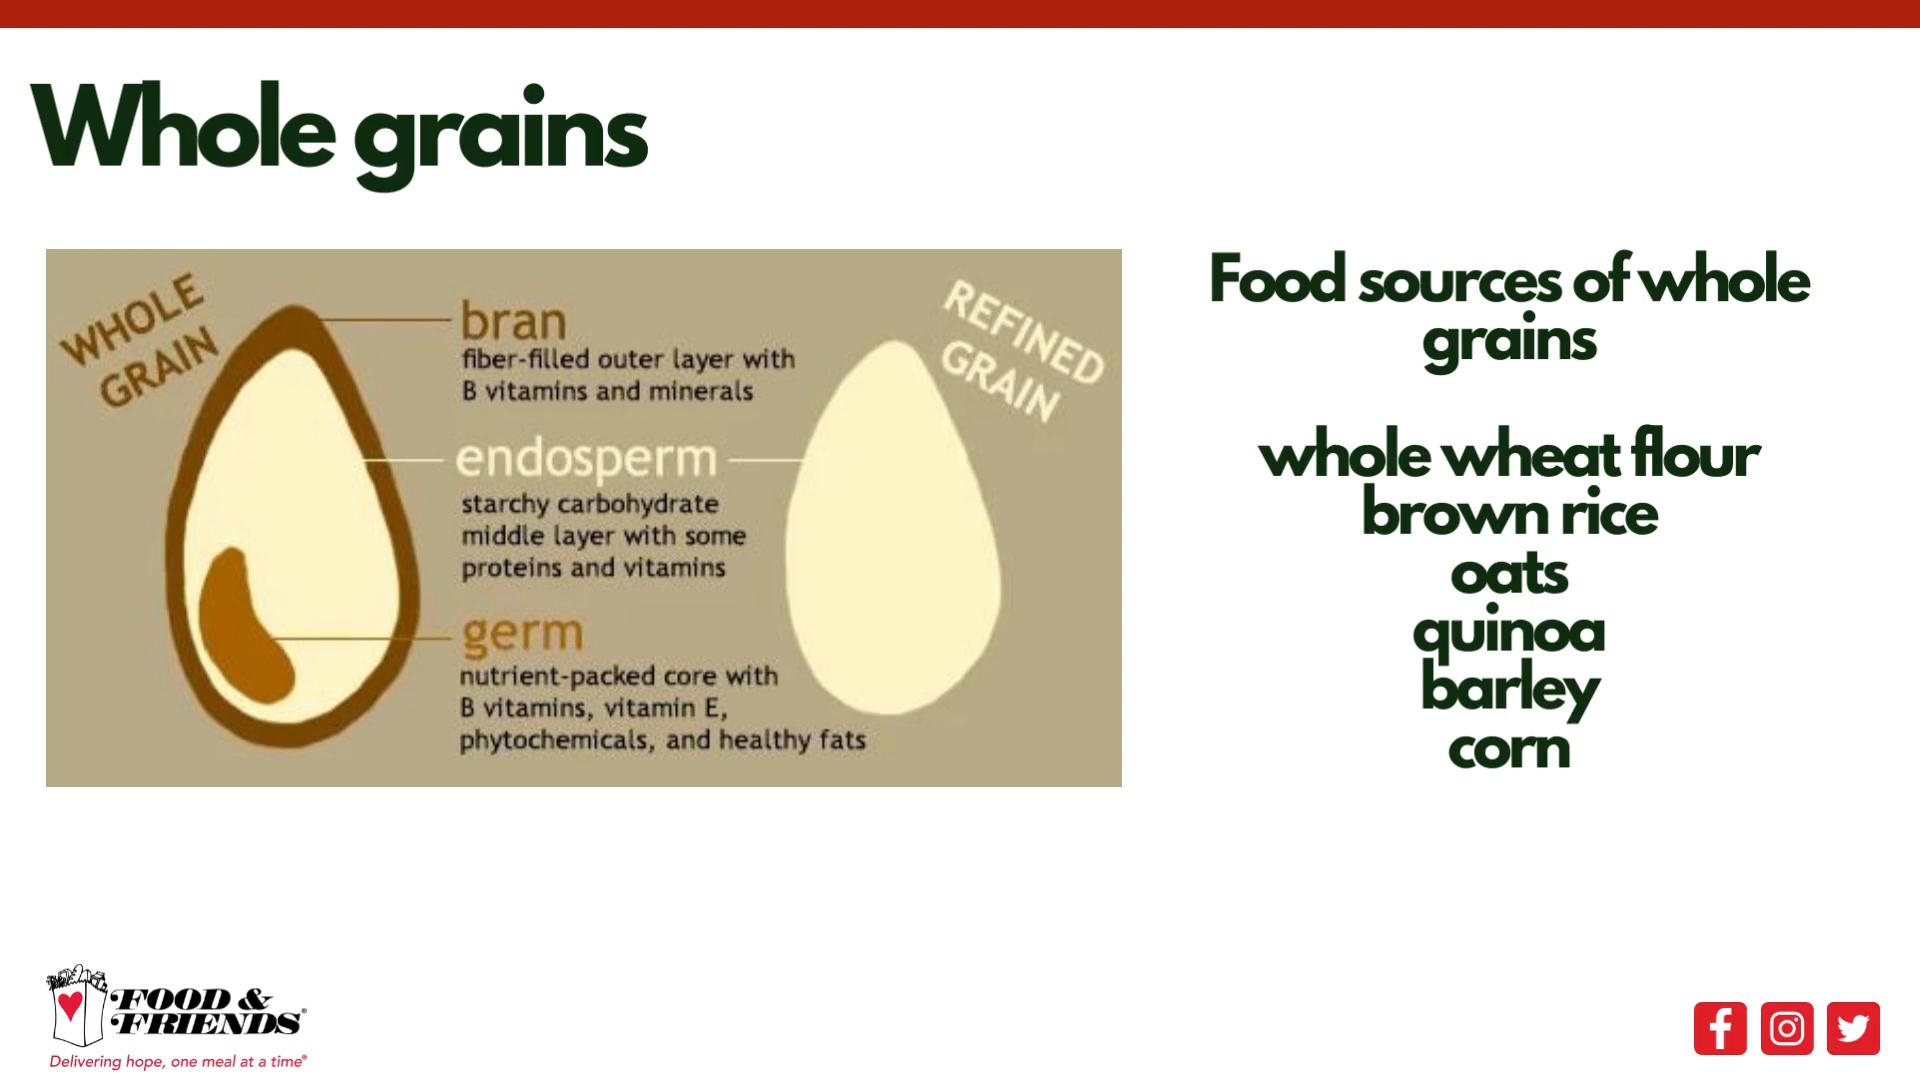 Whole grains
WHOLE
GRAIN
bran
fiber-filled outer layer with
B vitamins and minerals
endosperm
starchy carbohydrate
middle layer with some
proteins and vitamins
germ
nutrient-packed core with
B vitamins, vitamin E,
phytochemicals, and healthy fats
REFINED
GRAIN
Food sources of whole
grains
whole wheat flour
brown rice
oats
quinoa
barley
corn
FOOD &
FRIENDS®
Delivering hope, one meal at a time®